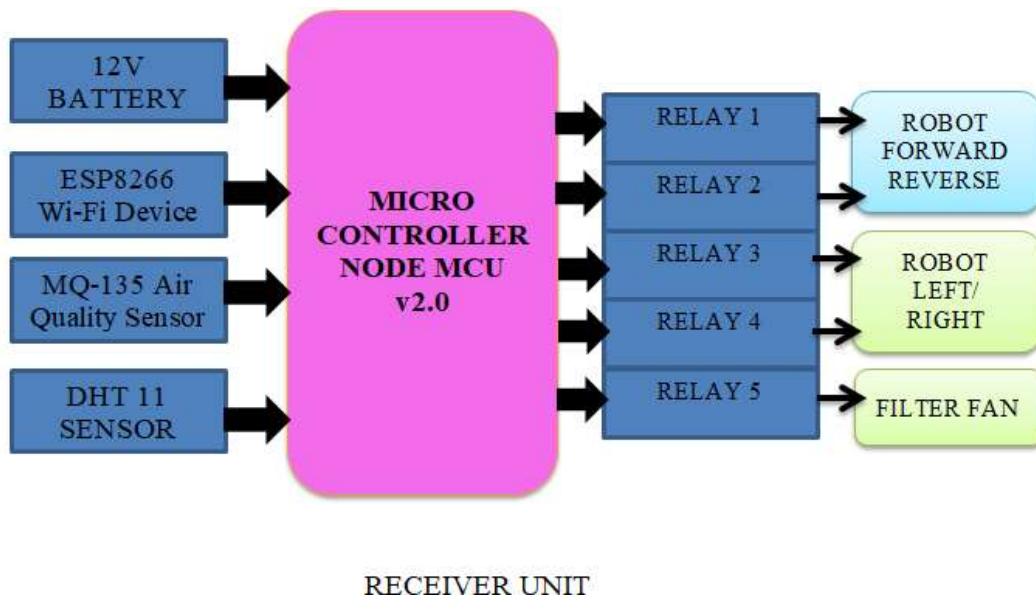 12V
BATTERY
ESP8266
Wi-Fi Device
MQ-135 Air
Quality Sensor
DHT 11
SENSOR
MICRO
CONTROLLER
NODE MCU
v2.0
RELAY 1
RELAY 2
RELAY 3
RELAY 4
RELAY 5
ROBOT
FORWARD
REVERSE
ROBOT
LEFT/
RIGHT
FILTER FAN
RECEIVER UNIT